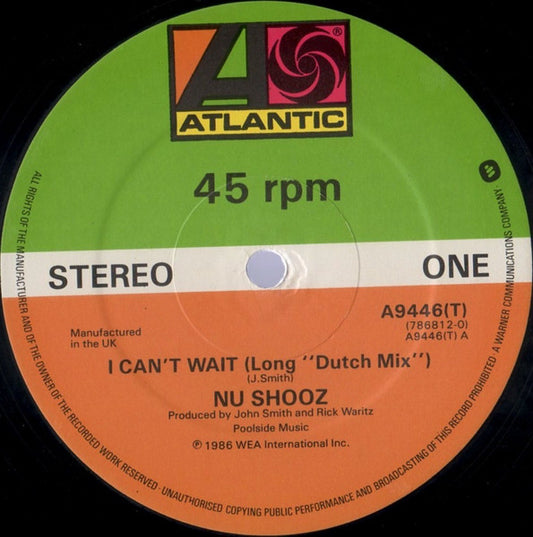 ATLANTIC
45 rpm
STEREO
ONE
A9446(T)
(786812-0)
A9446(T) A
Manufactured
in the UK
I CAN'T WAIT (Long "Dutch Mix")
(J.Smith)
NU SHOOZ
Produced by John Smith and Rick Waritz
Poolside Music
℗ 1986 WEA International Inc.
ALL RIGHTS OF THE MANUFACTURER AND OF THE OWNER OF THE RECORDED WORK RESERVED · UNAUTHORISED COPYING PUBLIC PERFORMANCE AND BROADCASTING OF THIS RECORD PROHIBITED · A WARNER COMMUNICATIONS COMPANY